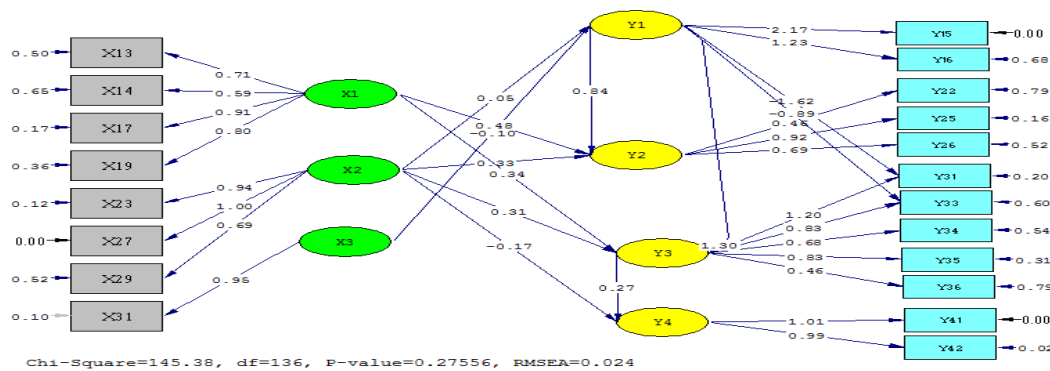 0.50 X13
0.65 X14
0.17 X17
0.36 X19
0.12 X23
0.00 X27
0.52 X29
0.10 X31
0.71
0.59
0.91
0.80
0.94
1.00
0.69
0.95
X1
X2
X3
0.05
0.48
-0.10
0.33
0.34
0.31
-0.17
Y1
0.84
Y2
Y3
0.27
Y4
2.17
1.23
-1.62
-0.89
0.46
0.92
0.69
1.20
0.83
0.68
1.30
0.83
0.46
1.01
0.99
Y15 0.00
Y16 0.68
Y22 0.79
Y25 0.16
Y26 0.52
Y31 0.20
Y33 0.60
Y34 0.54
Y35 0.31
Y36 0.79
Y41 -0.00
Y42 0.02
Chi-Square=145.38, df=136, P-value=0.27556, RMSEA=0.024